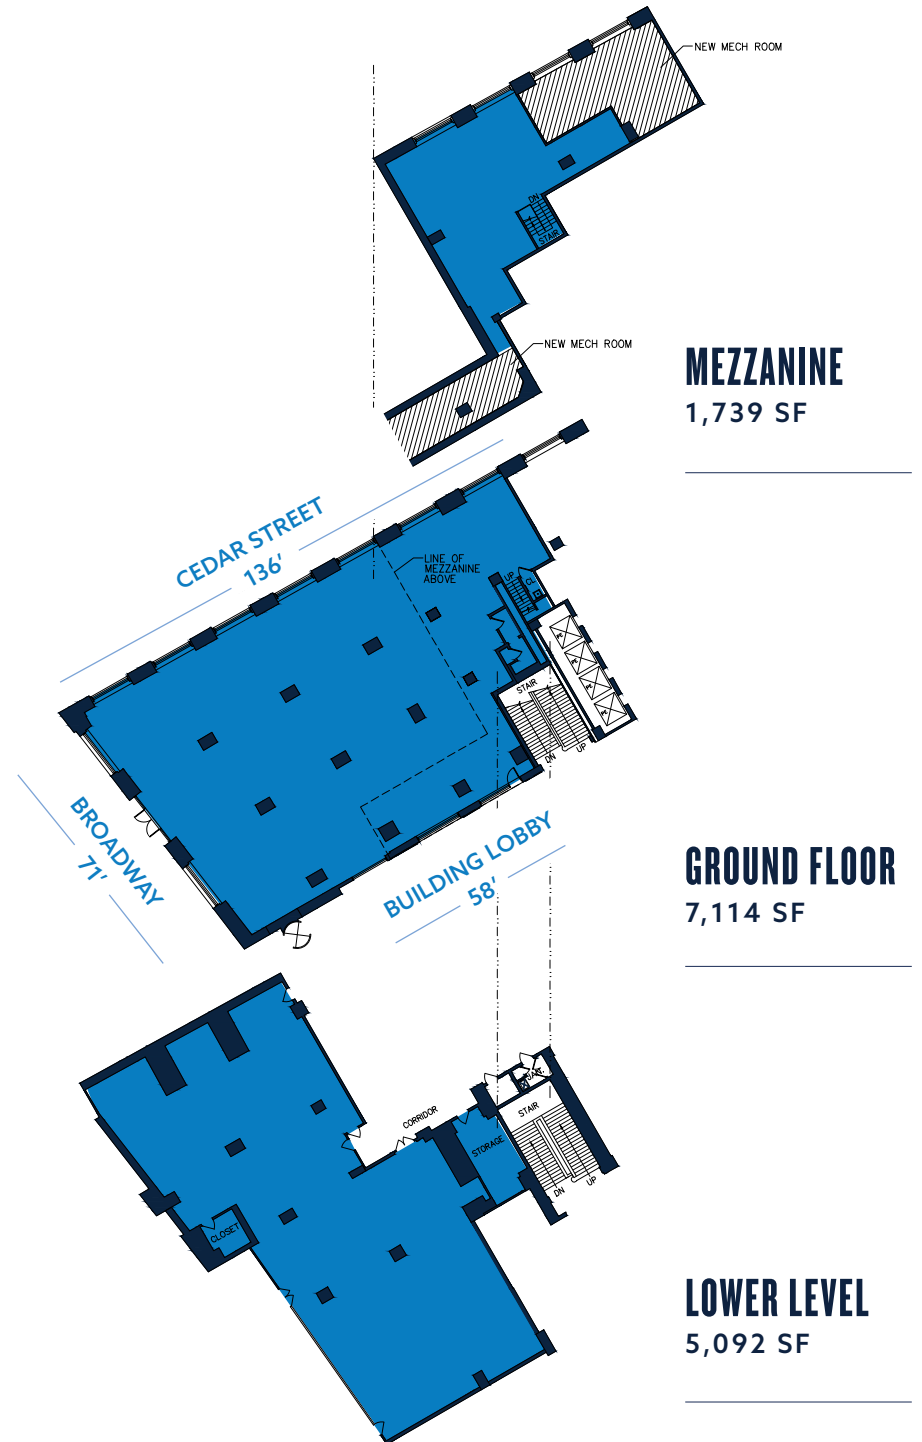 NEW MECH ROOM
DN
STAIR
NEW MECH ROOM
MEZZANINE
1,739 SF
CEDAR STREET
136’
LINE OF
MEZZANINE
ABOVE
UP
CL
STAIR
DN
UP
BROADWAY
71’
BUILDING LOBBY
58’
GROUND FLOOR
7,114 SF
JAN.
CORRIDOR
STAIR
STORAGE
DN
UP
CLOSET
LOWER LEVEL
5,092 SF